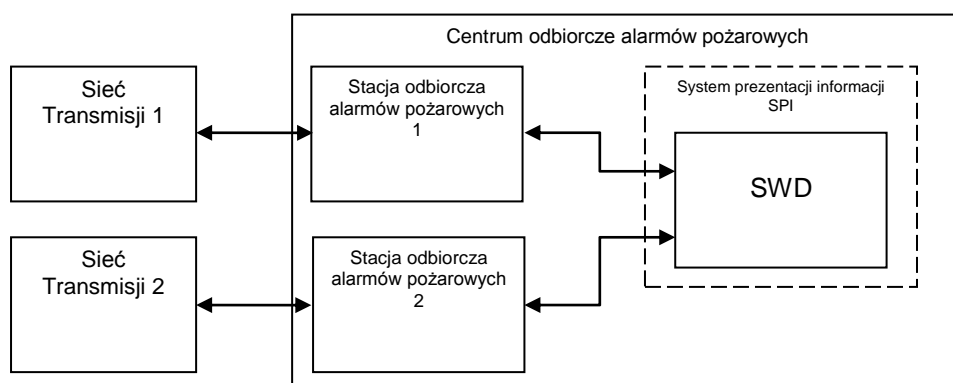 Centrum odbiorcze alarmów pożarowych
Sieć
Transmisji 1
Stacja odbiorcza
alarmów pożarowych
1
System prezentacji informacji
SPI
SWD
Sieć
Transmisji 2
Stacja odbiorcza
alarmów pożarowych
2